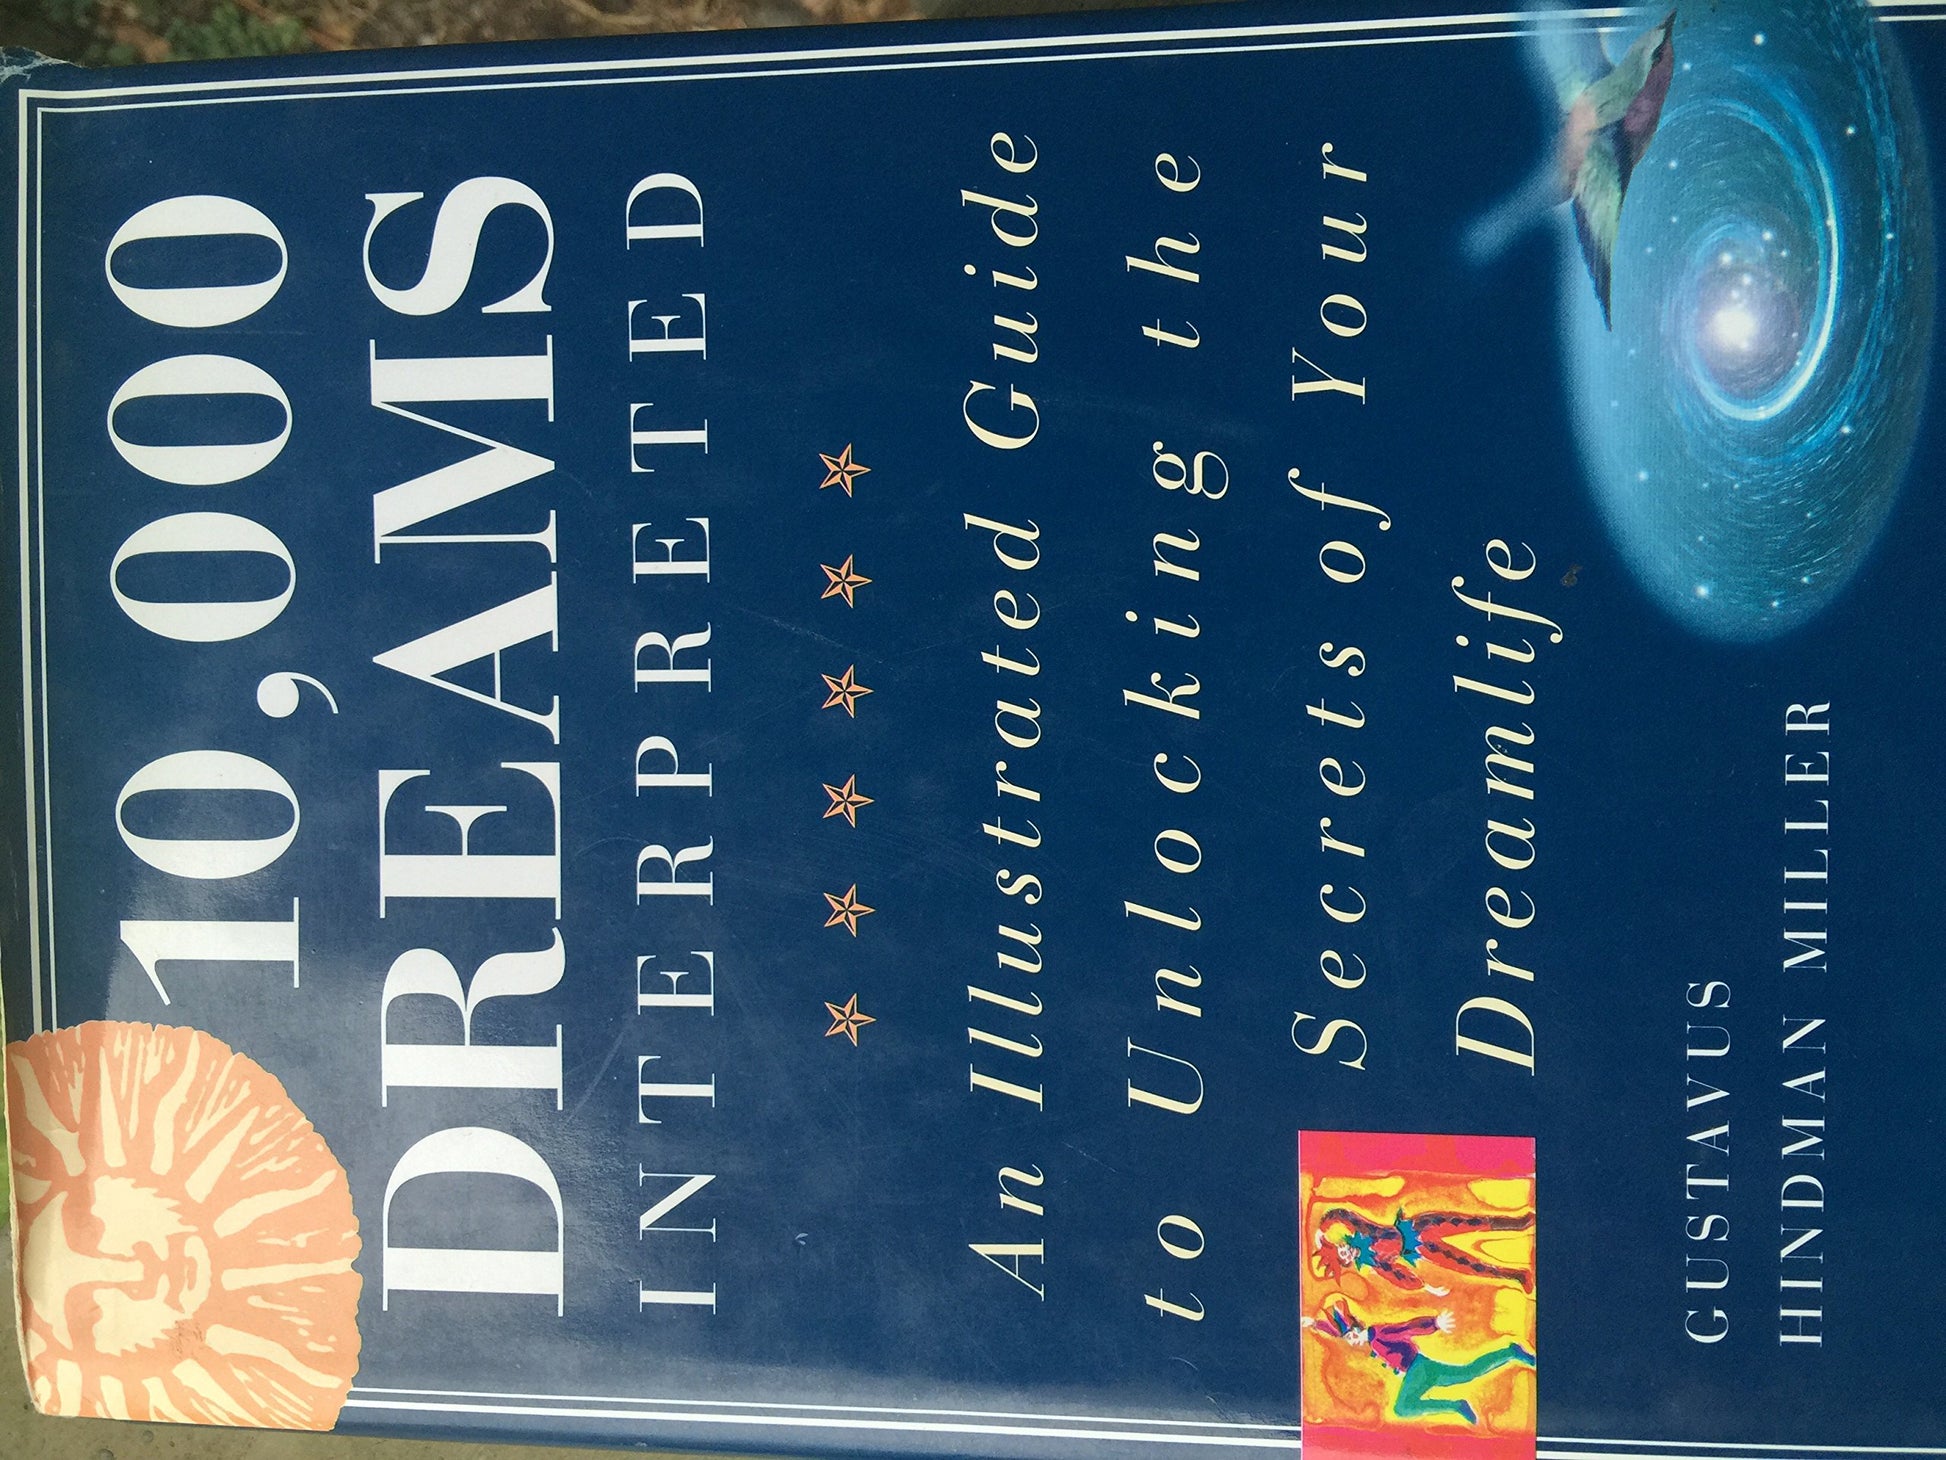 10,000
DREAMS
INTERPRETED
An Illustrated Guide
to Unlocking the
Secrets of Your
Dreamlife
GUSTAVUS
HINDMAN MILLER